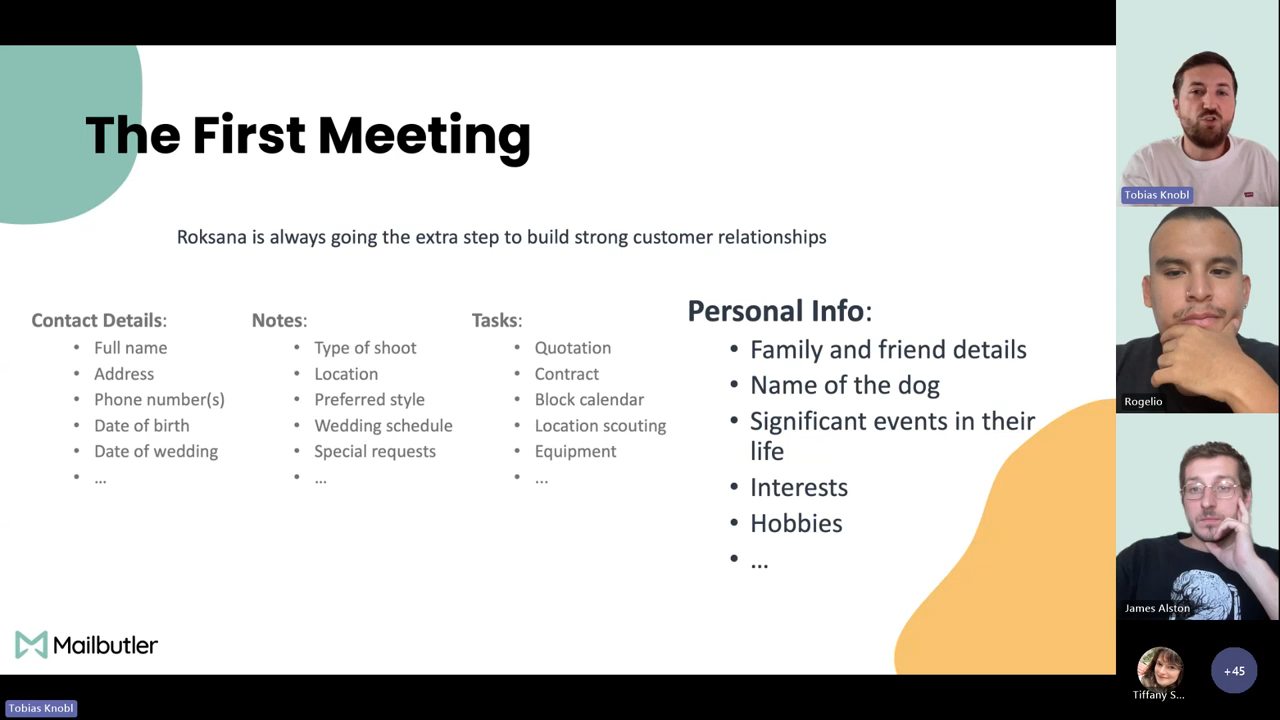 The First Meeting
Roksana is always going the extra step to build strong customer relationships
Contact Details:
• Full name
• Address
• Phone number(s)
• Date of birth
• Date of wedding
• ...
Notes:
• Type of shoot
• Location
• Preferred style
• Wedding schedule
• Special requests
• ...
Tasks:
• Quotation
• Contract
• Block calendar
• Location scouting
• Equipment
• ...
Personal Info:
• Family and friend details
• Name of the dog
• Significant events in their
life
• Interests
• Hobbies
• ...
Mailbutler
Tobias Knobl
Tobias Knobl
Rogelio
James Alston
Tiffany S...
+45